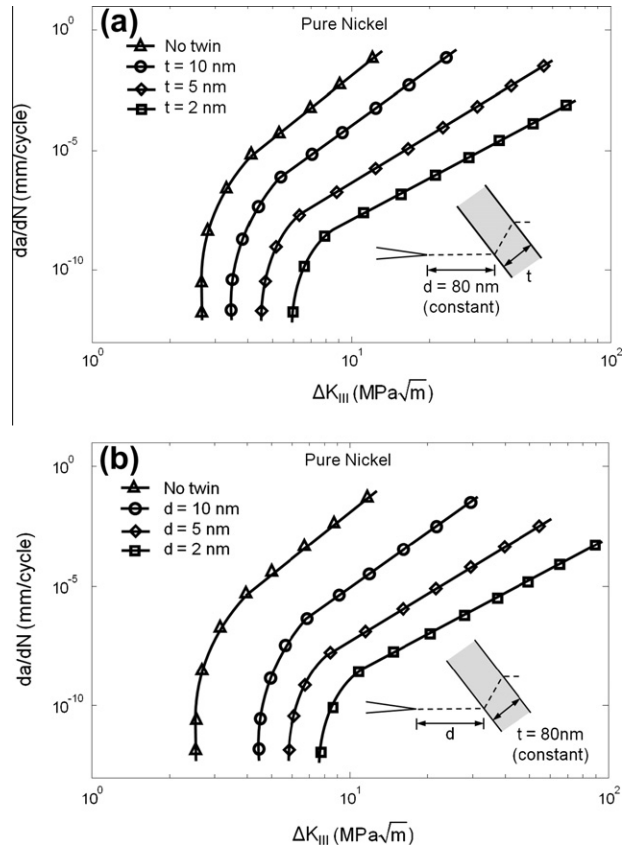 (a)
Pure Nickel
No twin
t = 10 nm
t = 5 nm
t = 2 nm
da/dN (mm/cycle)
10^0
10^-5
10^-10
d = 80 nm
(constant)
t
10^0
10^1
10^2
ΔK_III (MPa√m)
(b)
Pure Nickel
No twin
d = 10 nm
d = 5 nm
d = 2 nm
da/dN (mm/cycle)
10^0
10^-5
10^-10
d
t = 80nm
(constant)
10^0
10^1
10^2
ΔK_III (MPa√m)